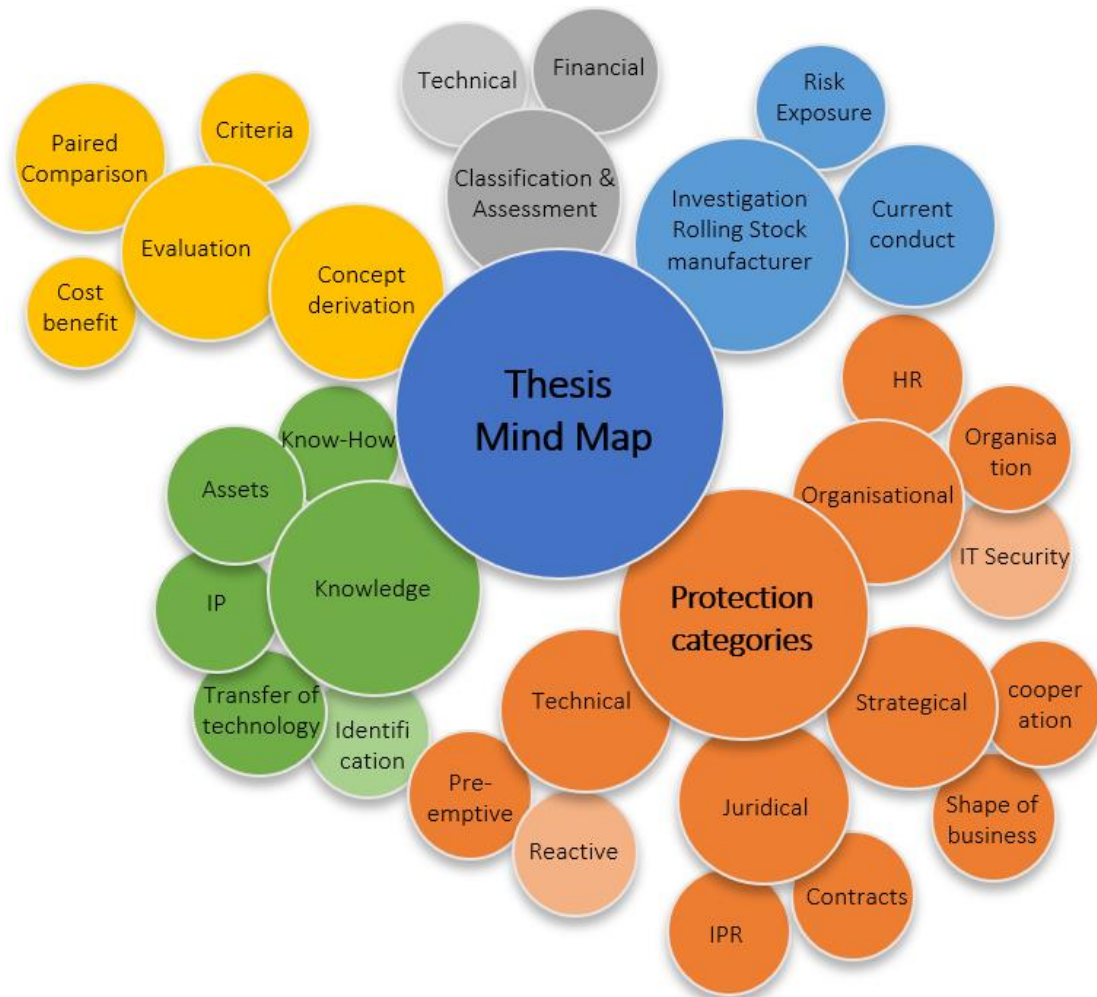 Technical
Financial
Classification &
Assessment
Risk
Exposure
Investigation
Rolling Stock
manufacturer
Current
conduct
Paired
Comparison
Criteria
Evaluation
Cost
benefit
Concept
derivation
Thesis
Mind Map
Know-How
Assets
IP
Knowledge
Transfer of
technology
Identifi
cation
HR
Organisa
tion
Organisational
IT Security
Protection
categories
Technical
Pre-
emptive
Reactive
Juridical
IPR
Contracts
Strategical
cooper
ation
Shape of
business